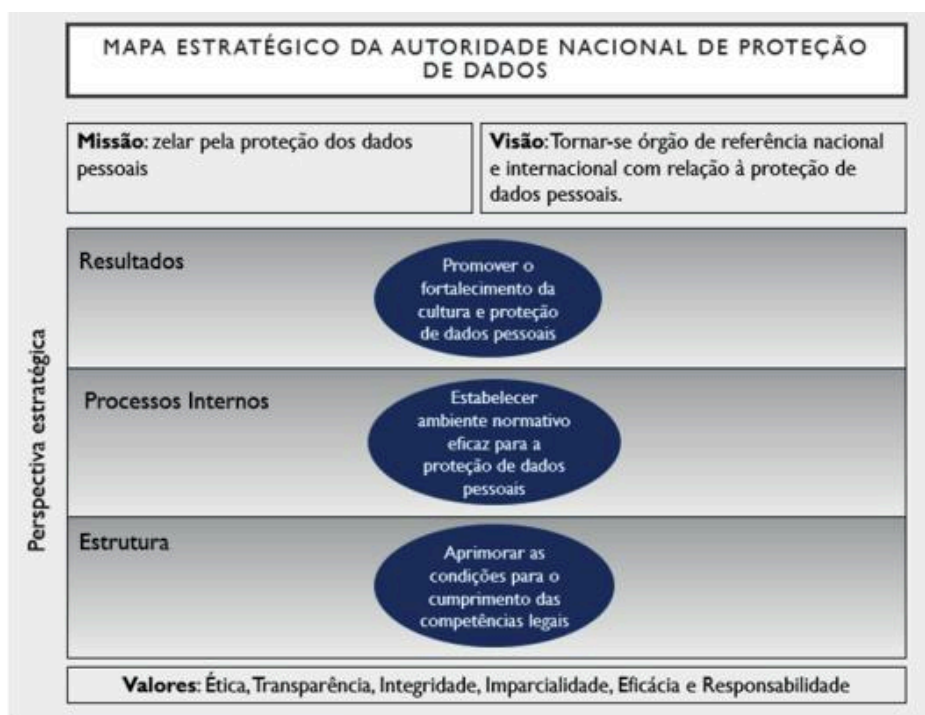 MAPA ESTRATÉGICO DA AUTORIDADE NACIONAL DE PROTEÇÃO
DE DADOS
Missão: zelar pela proteção dos dados
pessoais
Visão: Tornar-se órgão de referência nacional
e internacional com relação à proteção de
dados pessoais.
Perspectiva estratégica
Resultados
Promover o
fortalecimento da
cultura e proteção
de dados pessoais
Processos Internos
Estabelecer
ambiente normativo
eficaz para a
proteção de dados
pessoais
Estrutura
Aprimorar as
condições para o
cumprimento das
competências legais
Valores: Ética, Transparência, Integridade, Imparcialidade, Eficácia e Responsabilidade